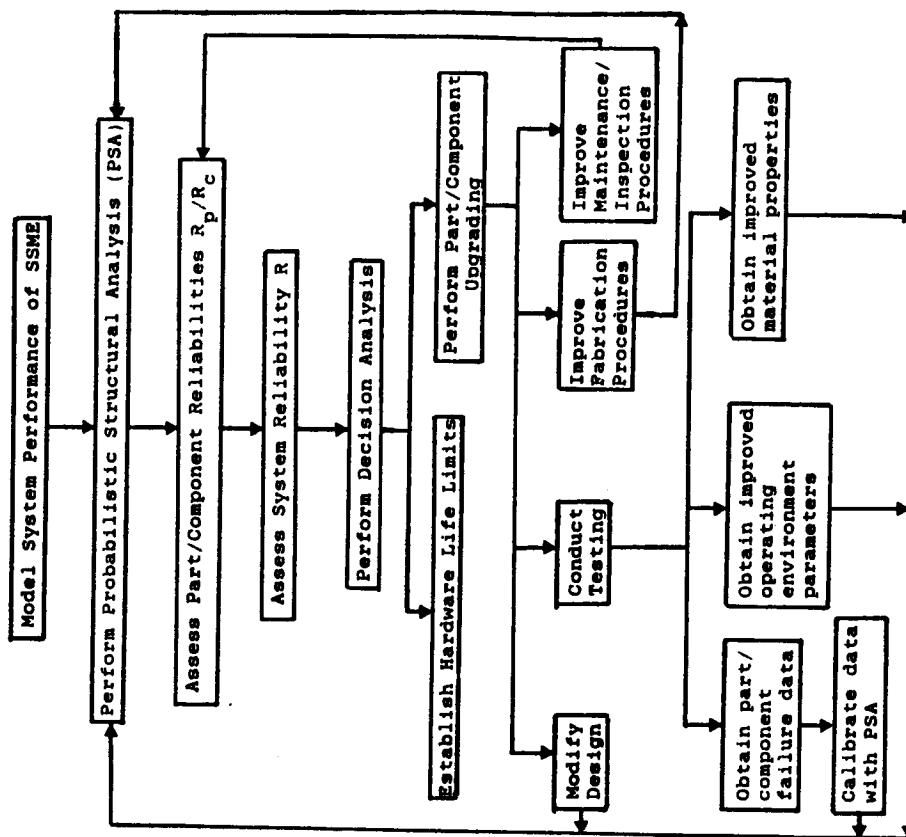 Model System Performance of SSME
Perform Probabilistic Structural Analysis (PSA)
Assess Part/Component Reliabilities Rp/Rc
Assess System Reliability R
Perform Decision Analysis
Establish Hardware Life Limits
Perform Part/Component
Upgrading
Modify
Design
Conduct
Testing
Improve
Fabrication
Procedures
Improve
Maintenance/
Inspection
Procedures
Obtain part/
component
failure data
Obtain improved
operating
environment
parameters
Obtain improved
material properties
Calibrate data
with PSA